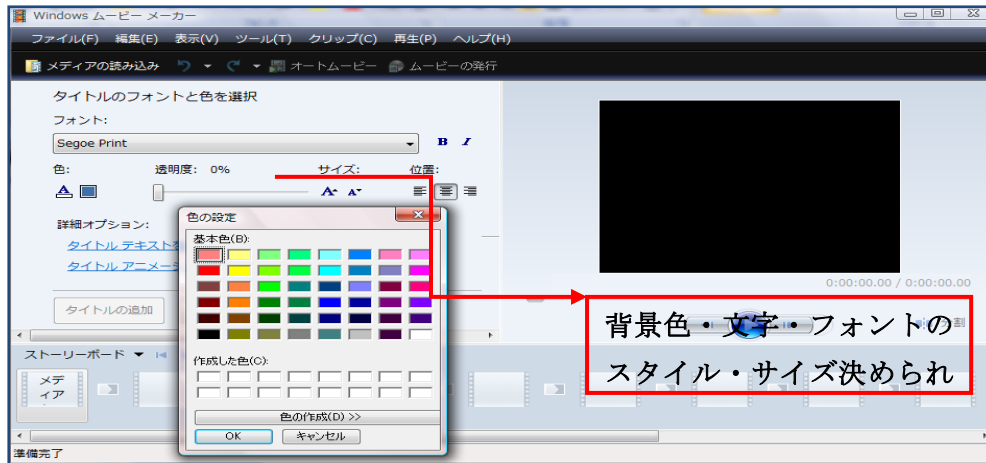 Windows ムービー メーカー
ファイル(F) 編集(E) 表示(V) ツール(T) クリップ(C) 再生(P) ヘルプ(H)
メディアの読み込み オートムービー ムービーの発行
タイトルのフォントと色を選択
フォント:
Segoe Print B I
色: 透明度: 0% サイズ: 位置:
A A A
詳細オプション:
タイトル テキストを
タイトル アニメーシ
タイトルの追加
色の設定
基本色(B):
作成した色(C):
色の作成(D) >>
OK キャンセル
0:00:00.00 / 0:00:00.00
分割
背景色・文字・フォントの
スタイル・サイズ決められ
ストーリーボード
メデ
ィア
準備完了